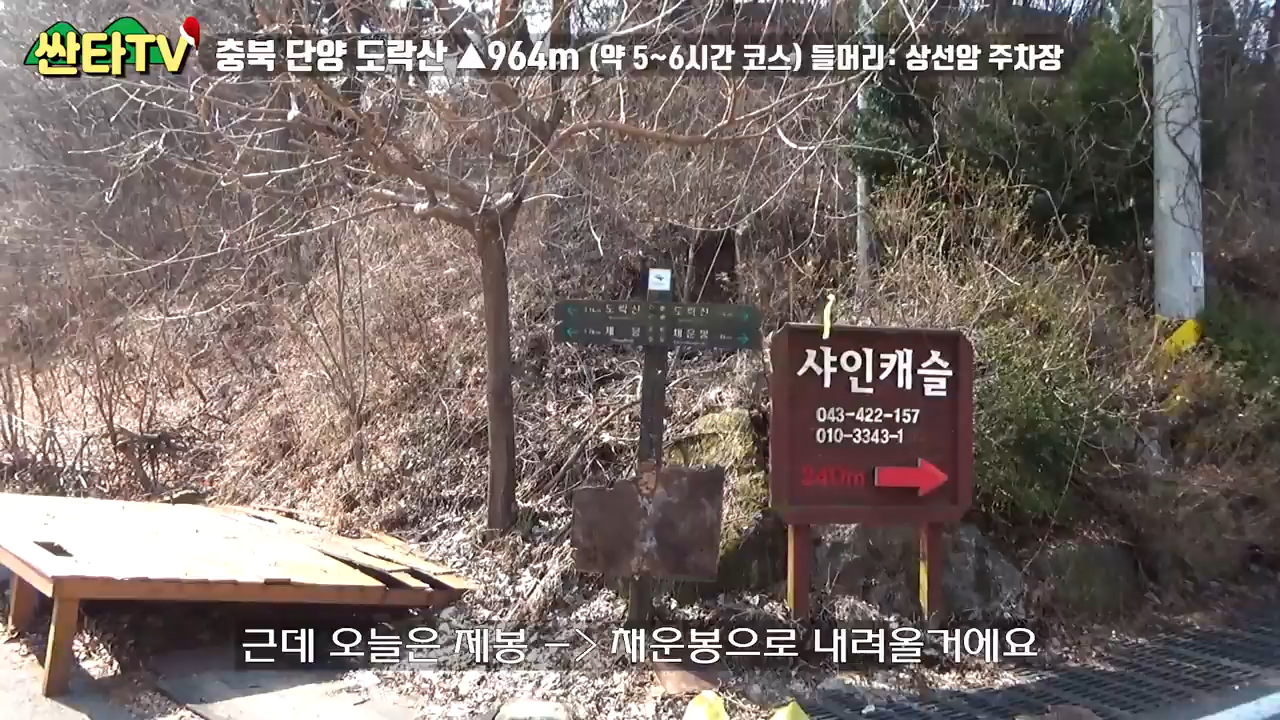 싼타TV
충북 단양 도락산 ▲964m (약 5~6시간 코스) 들머리: 상선암 주차장
도락산 도락산
제봉 채운봉
샤인캐슬
043-422-157
010-3343-1
240m
근데 오늘은 제봉 -> 채운봉으로 내려올거에요